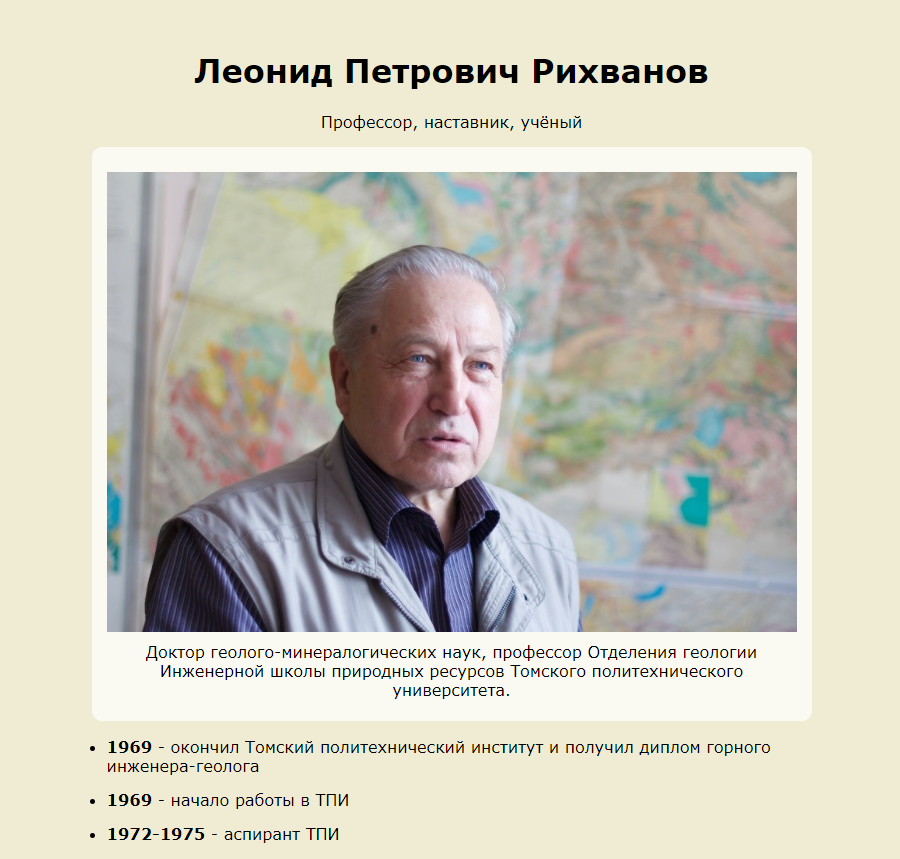 Леонид Петрович Рихванов
Профессор, наставник, учёный
Доктор геолого-минералогических наук, профессор Отделения геологии
Инженерной школы природных ресурсов Томского политехнического
университета.
1969 - окончил Томский политехнический институт и получил диплом горного
инженера-геолога
1969 - начало работы в ТПИ
1972-1975 - аспирант ТПИ